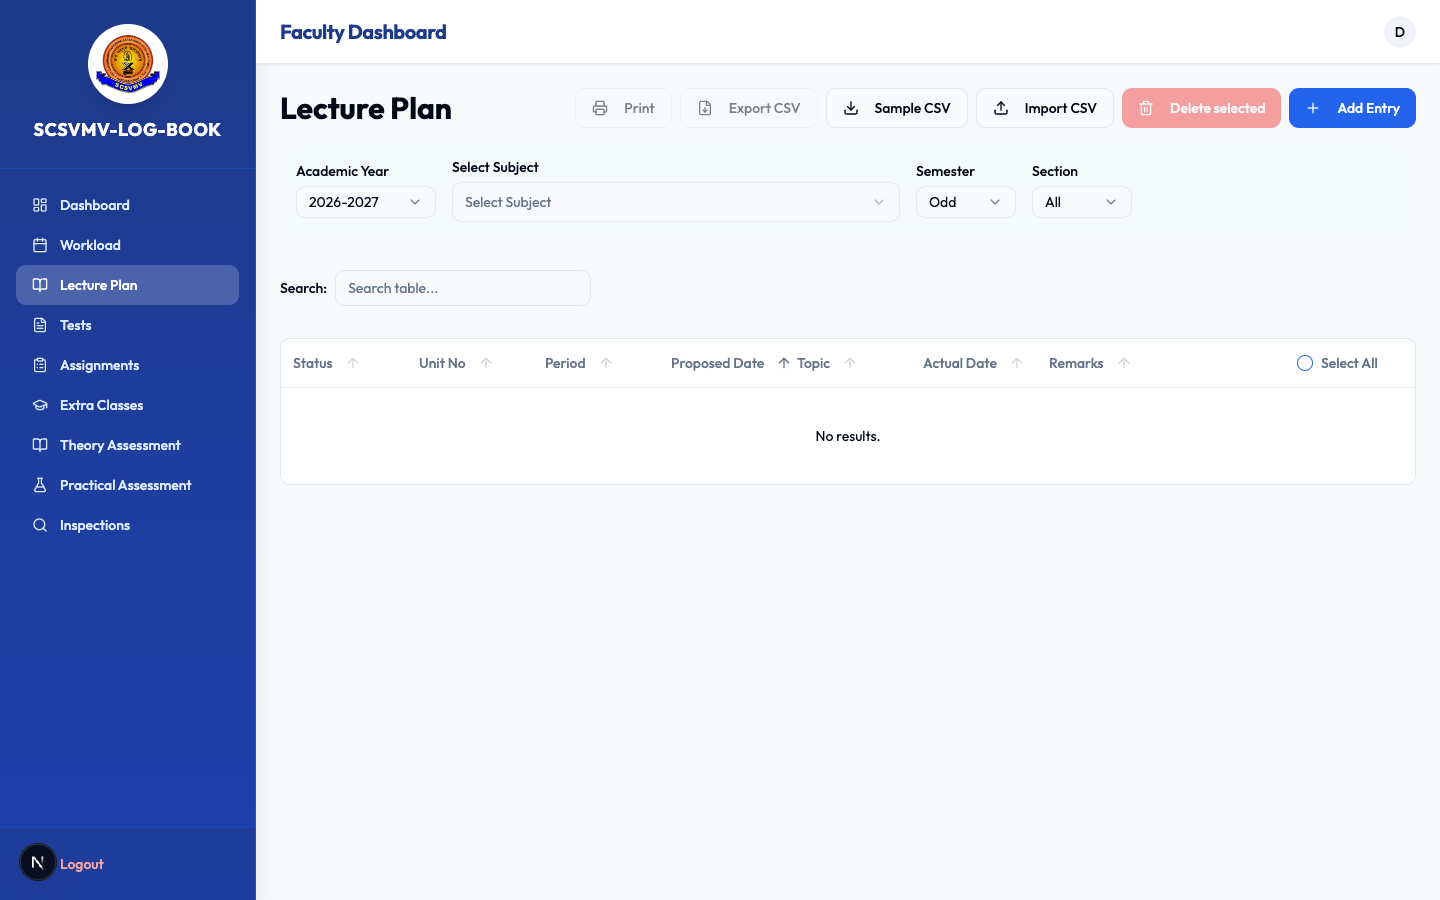 SCSVMV
SCSVMV-LOG-BOOK
Dashboard
Workload
Lecture Plan
Tests
Assignments
Extra Classes
Theory Assessment
Practical Assessment
Inspections
N
Logout
Faculty Dashboard
D
Lecture Plan
Print
Export CSV
Sample CSV
Import CSV
Delete selected
Add Entry
Academic Year
2026-2027
Select Subject
Select Subject
Semester
Odd
Section
All
Search:
Search table...
Status Unit No Period Proposed Date Topic Actual Date Remarks Select All
No results.